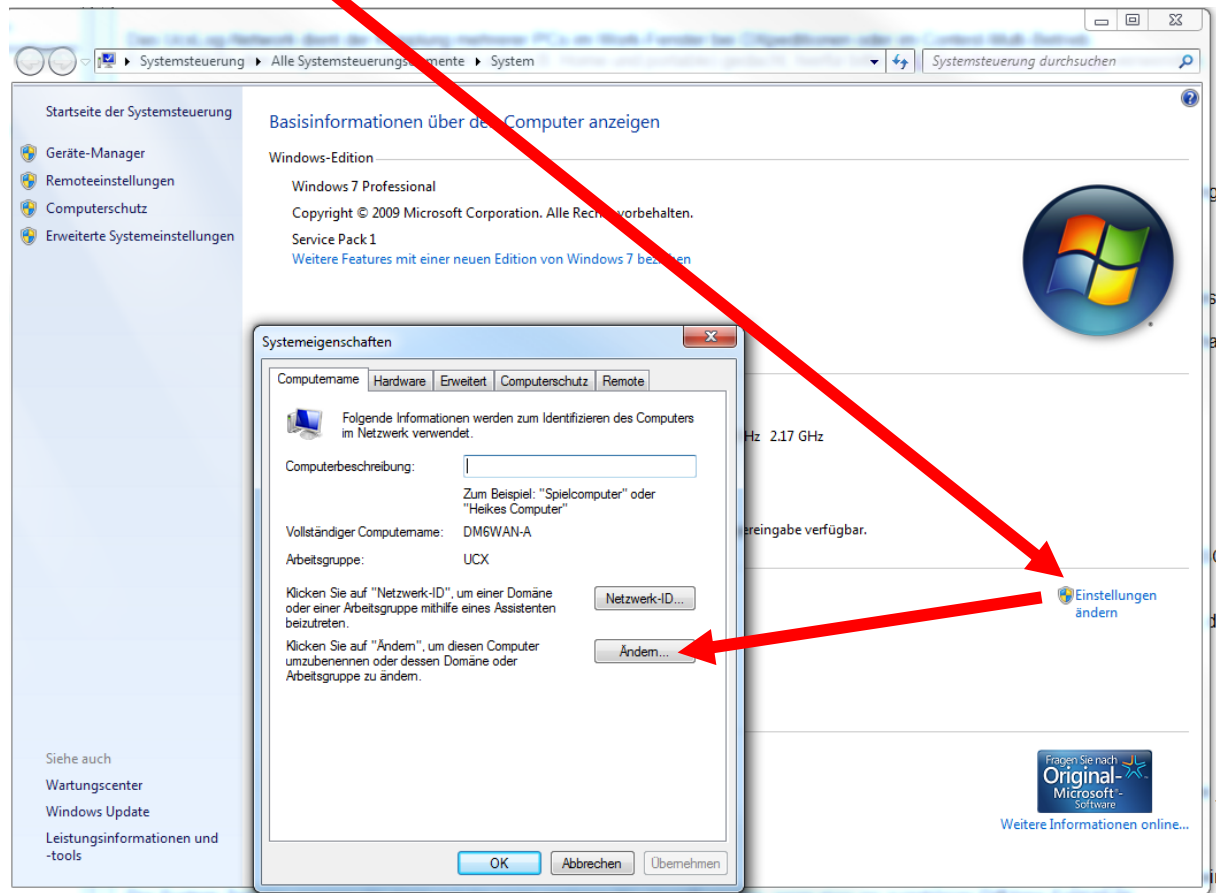 Systemsteuerung ▸ Alle Systemsteuerungselemente ▸ System
Systemsteuerung durchsuchen
Startseite der Systemsteuerung
Geräte-Manager
Remoteeinstellungen
Computerschutz
Erweiterte Systemeinstellungen
Siehe auch
Wartungscenter
Windows Update
Leistungsinformationen und
-tools
Basisinformationen über den Computer anzeigen
Windows-Edition
Windows 7 Professional
Copyright © 2009 Microsoft Corporation. Alle Rechte vorbehalten.
Service Pack 1
Weitere Features mit einer neuen Edition von Windows 7 beziehen
Hz 2.17 GHz
ereingabe verfügbar.
Einstellungen
ändern
Fragen Sie nach
Original-
Microsoft®-
Software
Weitere Informationen online...
Systemeigenschaften
Computername Hardware Erweitert Computerschutz Remote
Folgende Informationen werden zum Identifizieren des Computers
im Netzwerk verwendet.
Computerbeschreibung:
Zum Beispiel: "Spielcomputer" oder
"Heikes Computer"
Vollständiger Computername: DM6WAN-A
Arbeitsgruppe: UCX
Klicken Sie auf "Netzwerk-ID", um einer Domäne
oder einer Arbeitsgruppe mithilfe eines Assistenten
beizutreten.
Netzwerk-ID...
Klicken Sie auf "Ändern", um diesen Computer
umzubenennen oder dessen Domäne oder
Arbeitsgruppe zu ändern.
Ändern...
OK Abbrechen Übernehmen